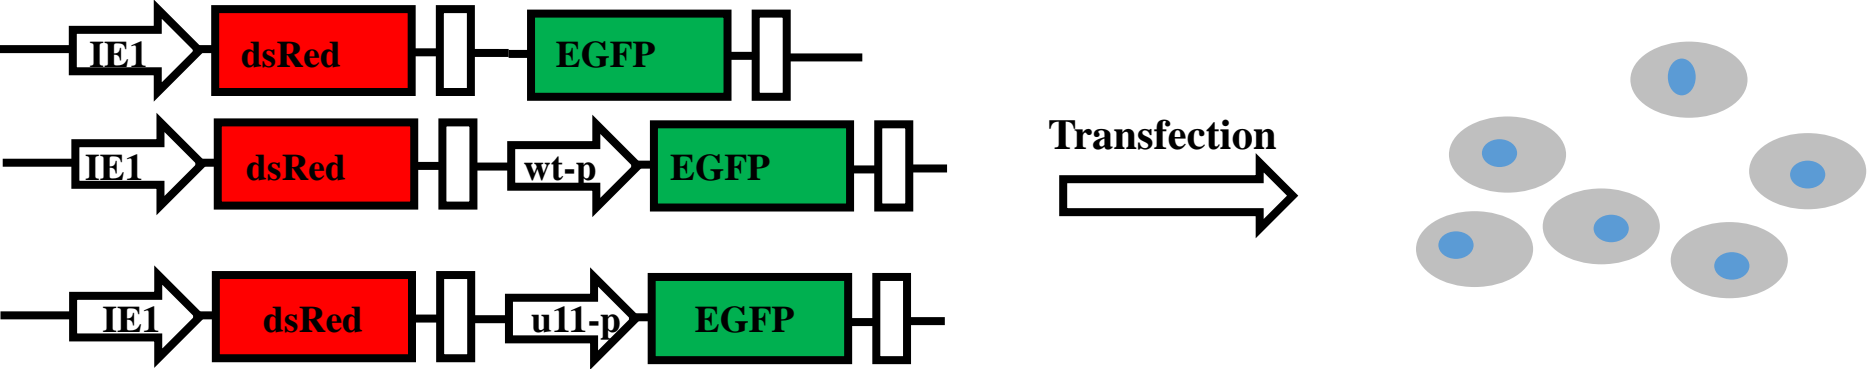 IE1 dsRed EGFP
IE1 dsRed wt-p EGFP
Transfection
IE1 dsRed u11-p EGFP